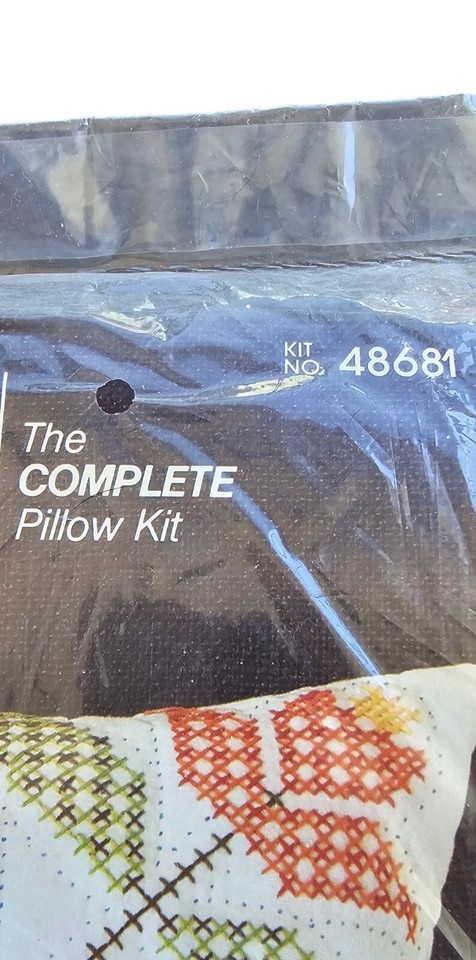 KIT
NO. 48681
The
COMPLETE
Pillow Kit